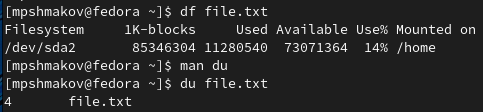 [mpshmakov@fedora ~]$ df file.txt
Filesystem     1K-blocks     Used Available Use% Mounted on
/dev/sda2       85346304 11280540  73071364  14% /home
[mpshmakov@fedora ~]$ man du
[mpshmakov@fedora ~]$ du file.txt
4       file.txt